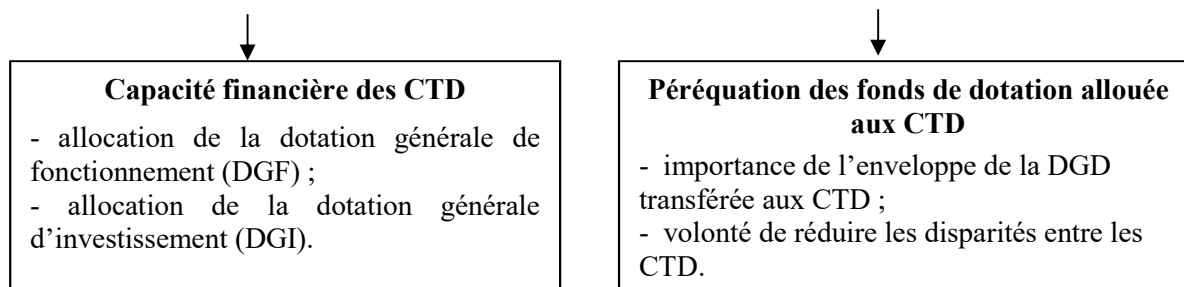 Capacité financière des CTD
- allocation de la dotation générale de
fonctionnement (DGF) ;
- allocation de la dotation générale
d’investissement (DGI).
Péréquation des fonds de dotation allouée
aux CTD
- importance de l’enveloppe de la DGD
transférée aux CTD ;
- volonté de réduire les disparités entre les
CTD.